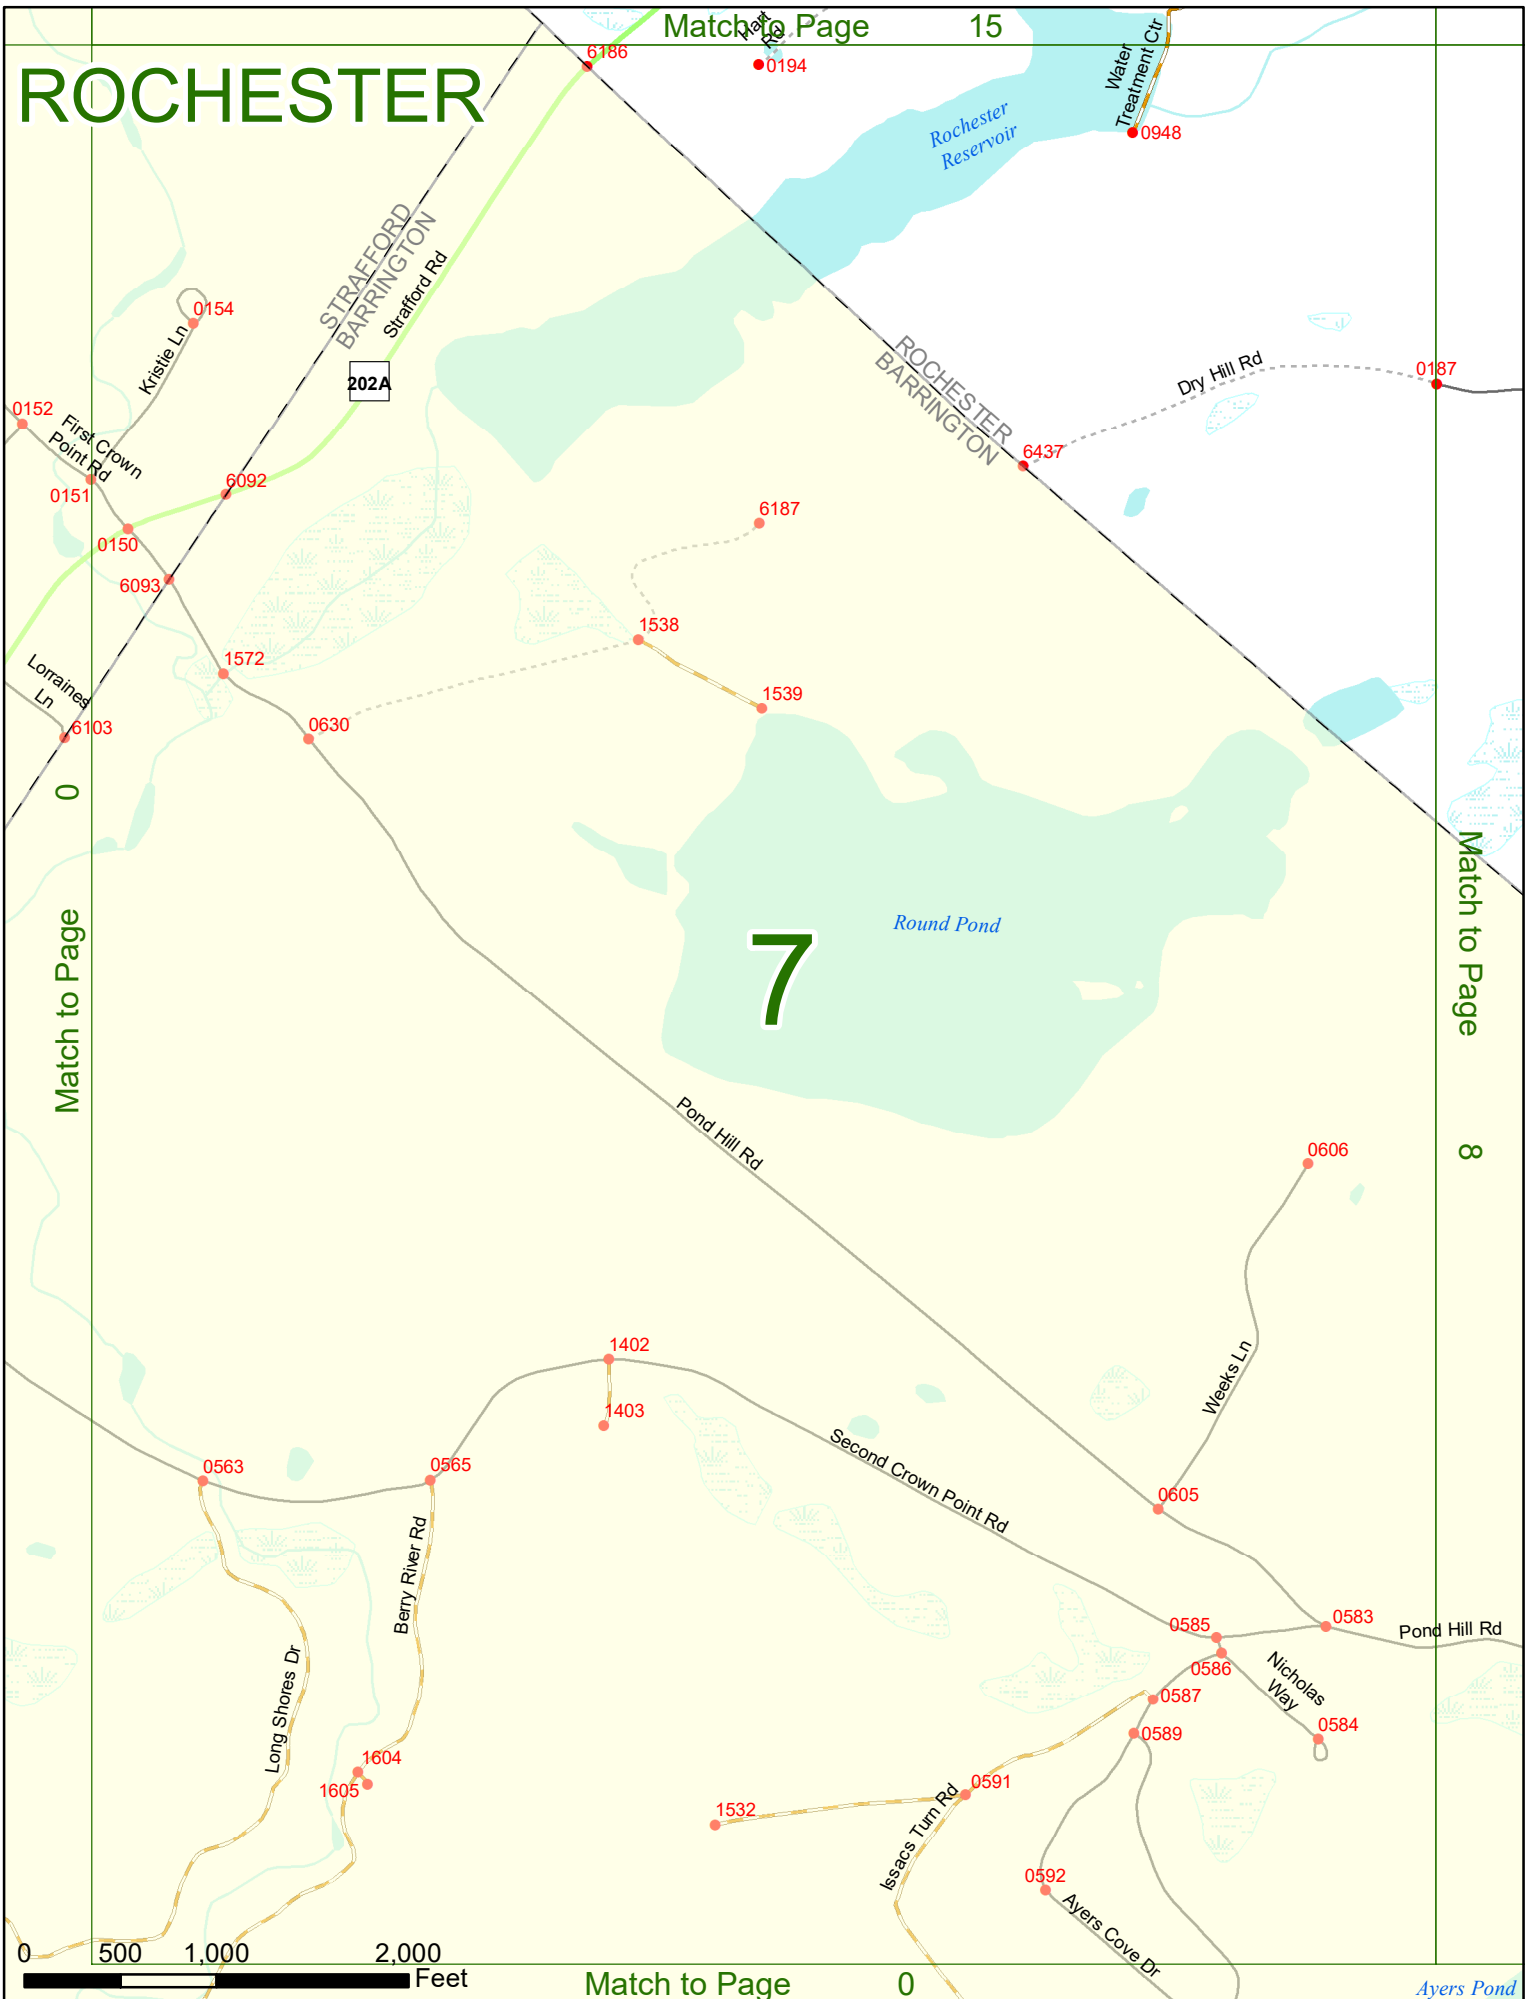 Match to Page 15
ROCHESTER
6186
Hart
Rd
0194
Water
Treatment Ctr
0948
Rochester
Reservoir
STRAFFORD
BARRINGTON
Strafford Rd
202A
0154
Kristie Ln
0152
First Crown
Point Rd
0151
6092
0150
6093
ROCHESTER
BARRINGTON
Dry Hill Rd
0187
6437
6187
1538
1572
1539
Lorraines
Ln
6103
0630
Match to Page 0
Match to Page 8
Round Pond
7
Pond Hill Rd
0606
Weeks Ln
1402
1403
Second Crown Point Rd
0563
0565
0605
Berry River Rd
Long Shores Dr
0585
0583
Pond Hill Rd
0586
Nicholas
Way
0587
0584
0589
1604
1605
0591
1532
Issacs Turn Rd
0592
Ayers Cove Dr
0 500 1,000 2,000
Feet
Match to Page 0
Ayers Pond